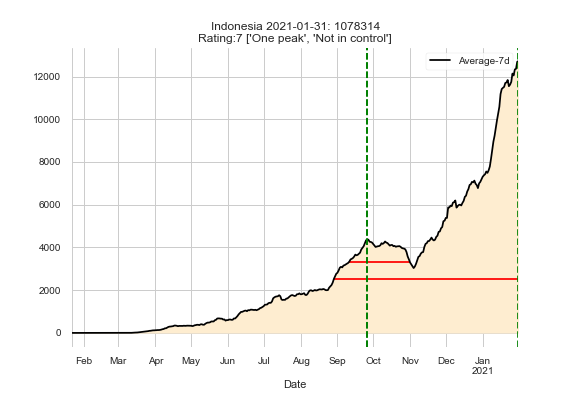 Indonesia 2021-01-31: 1078314
Rating:7 ['One peak', 'Not in control']
Average-7d
12000
10000
8000
6000
4000
2000
0
Feb Mar Apr May Jun Jul Aug Sep Oct Nov Dec Jan
2021
Date